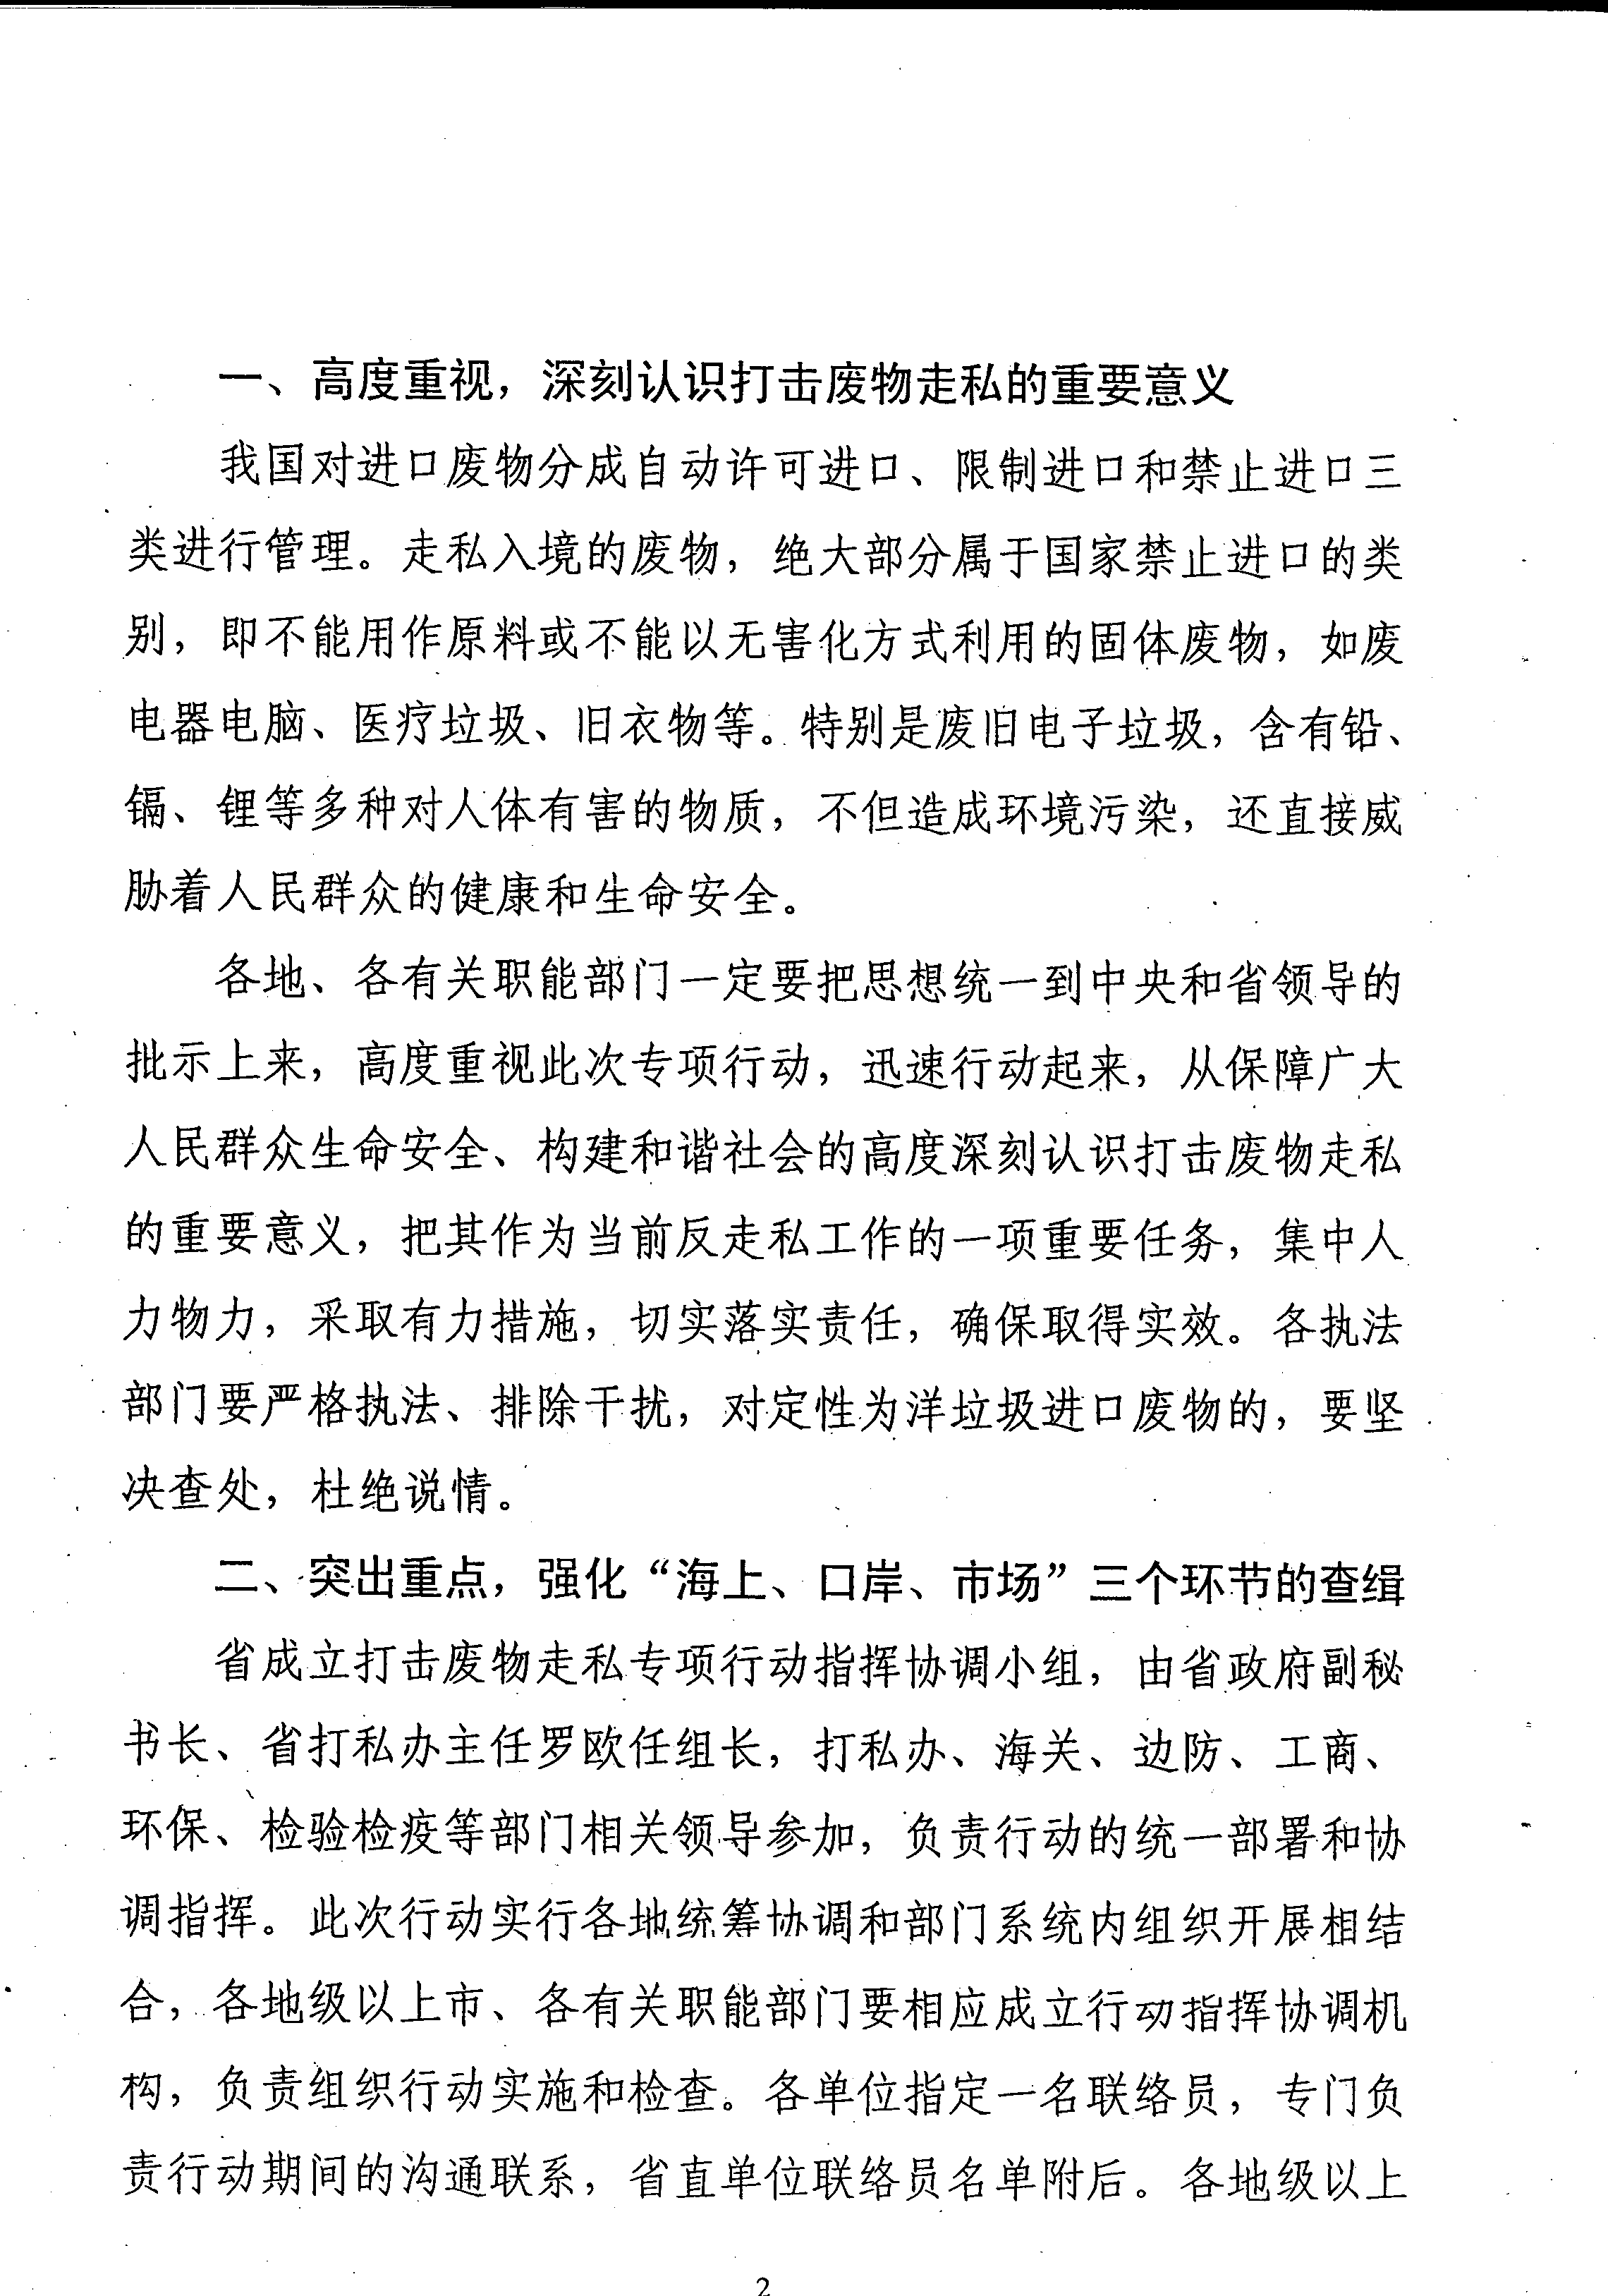 一、高度重视，深刻认识打击废物走私的重要意义
我国对进口废物分成自动许可进口、限制进口和禁止进口三
类进行管理。走私入境的废物，绝大部分属于国家禁止进口的类
别，即不能用作原料或不能以无害化方式利用的固体废物，如废
电器电脑、医疗垃圾、旧衣物等。特别是废旧电子垃圾，含有铅、
镉、锂等多种对人体有害的物质，不但造成环境污染，还直接威
胁着人民群众的健康和生命安全。
各地、各有关职能部门一定要把思想统一到中央和省领导的
批示上来，高度重视此次专项行动，迅速行动起来，从保障广大
人民群众生命安全、构建和谐社会的高度深刻认识打击废物走私
的重要意义，把其作为当前反走私工作的一项重要任务，集中人
力物力，采取有力措施，切实落实责任，确保取得实效。各执法
部门要严格执法、排除干扰，对定性为洋垃圾进口废物的，要坚
决查处，杜绝说情。
二、突出重点，强化“海上、口岸、市场”三个环节的查缉
省成立打击废物走私专项行动指挥协调小组，由省政府副秘
书长、省打私办主任罗欧任组长，打私办、海关、边防、工商、
环保、检验检疫等部门相关领导参加，负责行动的统一部署和协
调指挥。此次行动实行各地统筹协调和部门系统内组织开展相结
合，各地级以上市、各有关职能部门要相应成立行动指挥协调机
构，负责组织行动实施和检查。各单位指定一名联络员，专门负
责行动期间的沟通联系，省直单位联络员名单附后。各地级以上
2